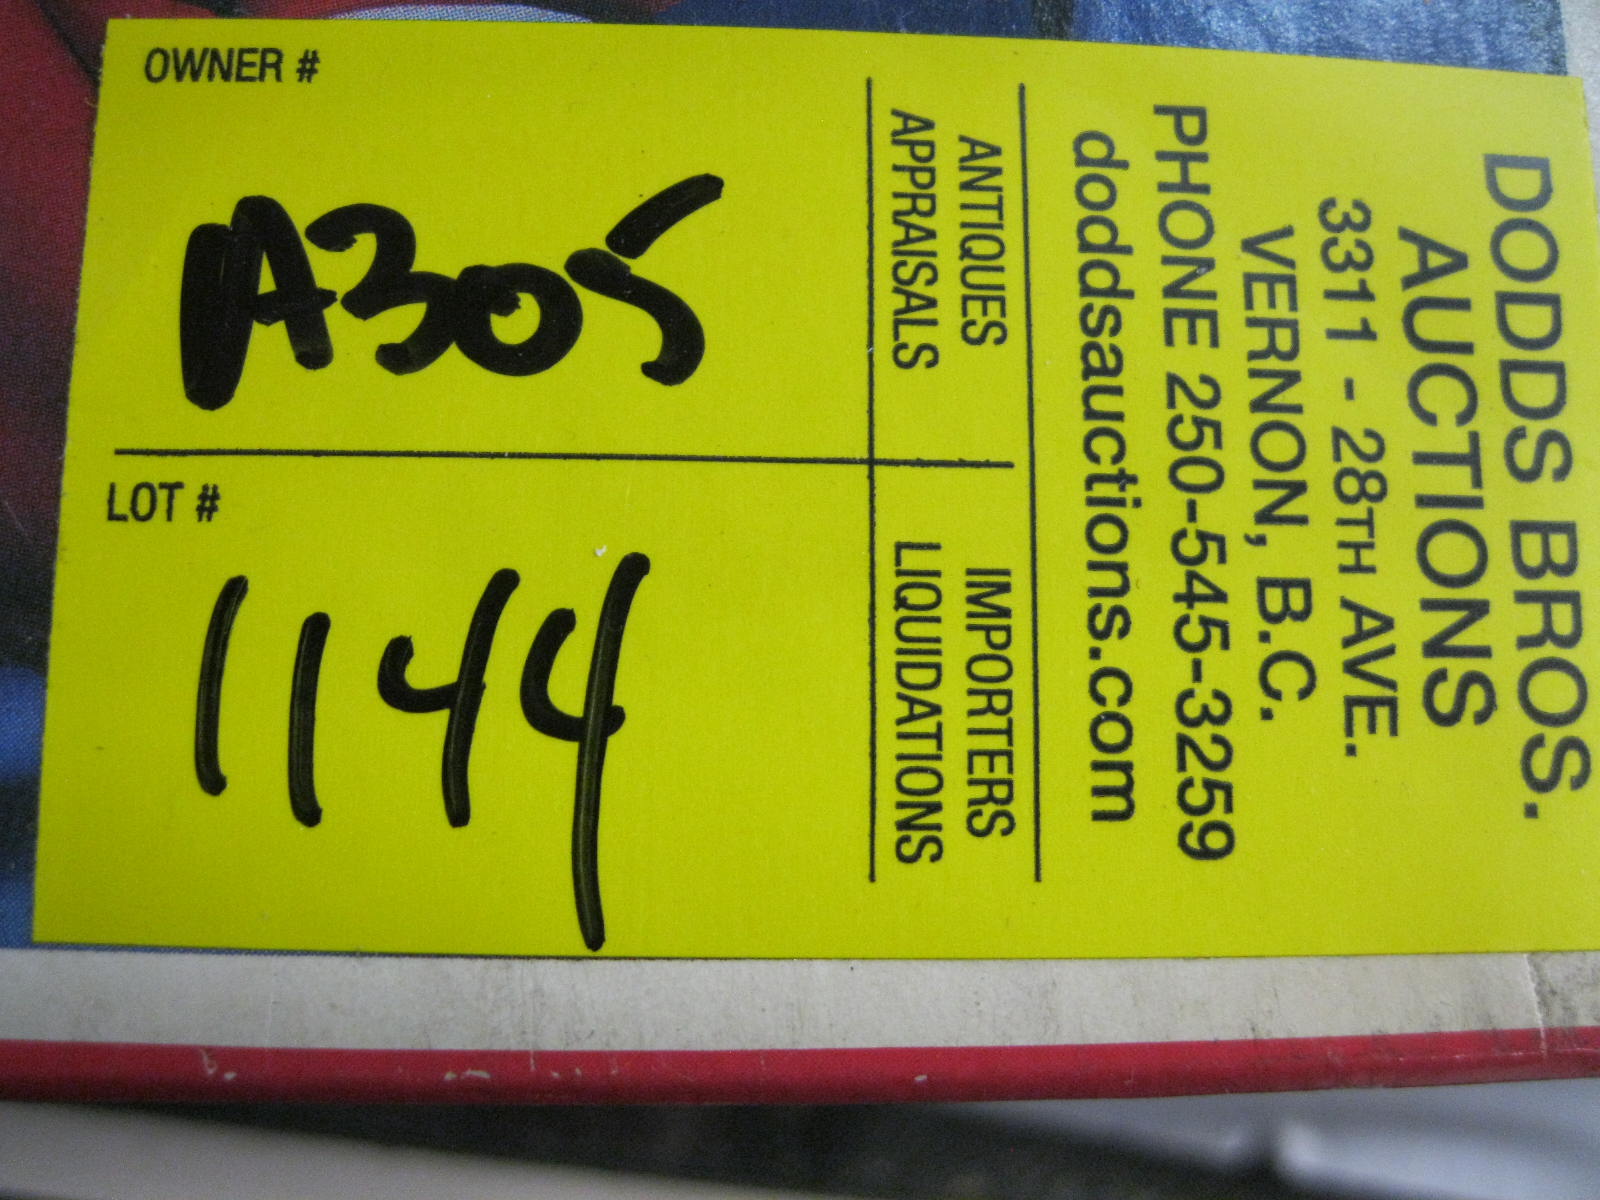 DODDS BROS.
AUCTIONS
3311 - 28TH AVE.
VERNON, B.C.
PHONE 250-545-3259
doddsauctions.com
ANTIQUES
APPRAISALS
IMPORTERS
LIQUIDATIONS
OWNER #
A305
LOT #
1144